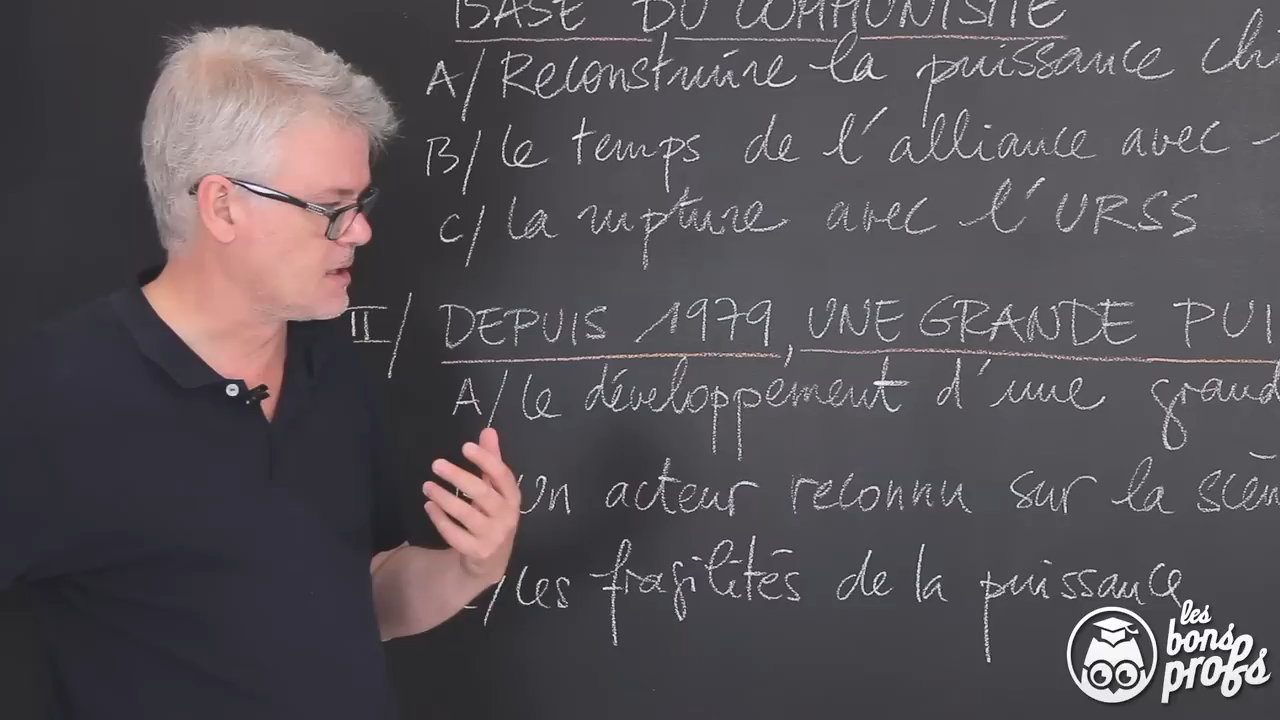 BASE DU COMMUNISME
A/ Reconstruire la puissance
B/ le temps de l'alliance avec
C/ la rupture avec l'URSS
II/ DEPUIS 1979, UNE GRANDE PUI
A/ le développement d'une grand
Un acteur reconnu sur la scèn
/ les fragilités de la puissance
les
bons
profs